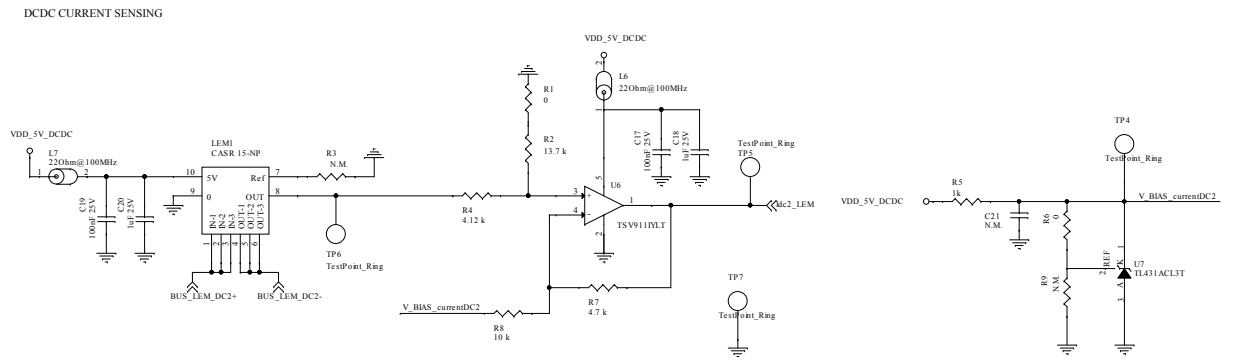 DCDC CURRENT SENSING
VDD_5V_DCDC
L7
22Ohm@100MHz
1
2
C19
100nF 25V
C20
1uF 25V
LEM1
CASR 15-NP
10
5V
9
0
Ref
7
OUT
8
IN-1
IN-2
IN-3
OUT-1
OUT-2
OUT-3
1
2
3
4
5
6
BUS_LEM_DC2+
BUS_LEM_DC2-
R3
N.M.
TP6
TestPoint_Ring
R4
4.12 k
R1
0
R2
13.7 k
VDD_5V_DCDC
2
L6
22Ohm@100MHz
1
C17
100nF 25V
C18
1uF 25V
5
U6
3
+
4
-
1
TSV911IYLT
2
TestPoint_Ring
TP5
Idc2_LEM
V_BIAS_currentDC2
R8
10 k
R7
4.7 k
TP7
TestPoint_Ring
VDD_5V_DCDC
R5
1k
C21
N.M.
R6
0
R9
N.M.
TP4
TestPoint_Ring
V_BIAS_currentDC2
1
K
2
REF
U7
TL431ACL3T
A
3